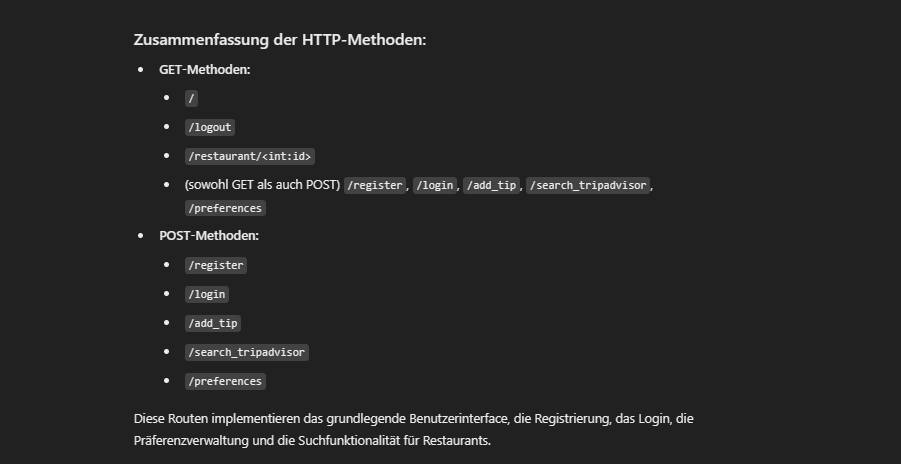 Zusammenfassung der HTTP-Methoden:
GET-Methoden:
/
/logout
/restaurant/<int:id>
(sowohl GET als auch POST) /register, /login, /add_tip, /search_tripadvisor,
/preferences
POST-Methoden:
/register
/login
/add_tip
/search_tripadvisor
/preferences
Diese Routen implementieren das grundlegende Benutzerinterface, die Registrierung, das Login, die
Präferenzverwaltung und die Suchfunktionalität für Restaurants.